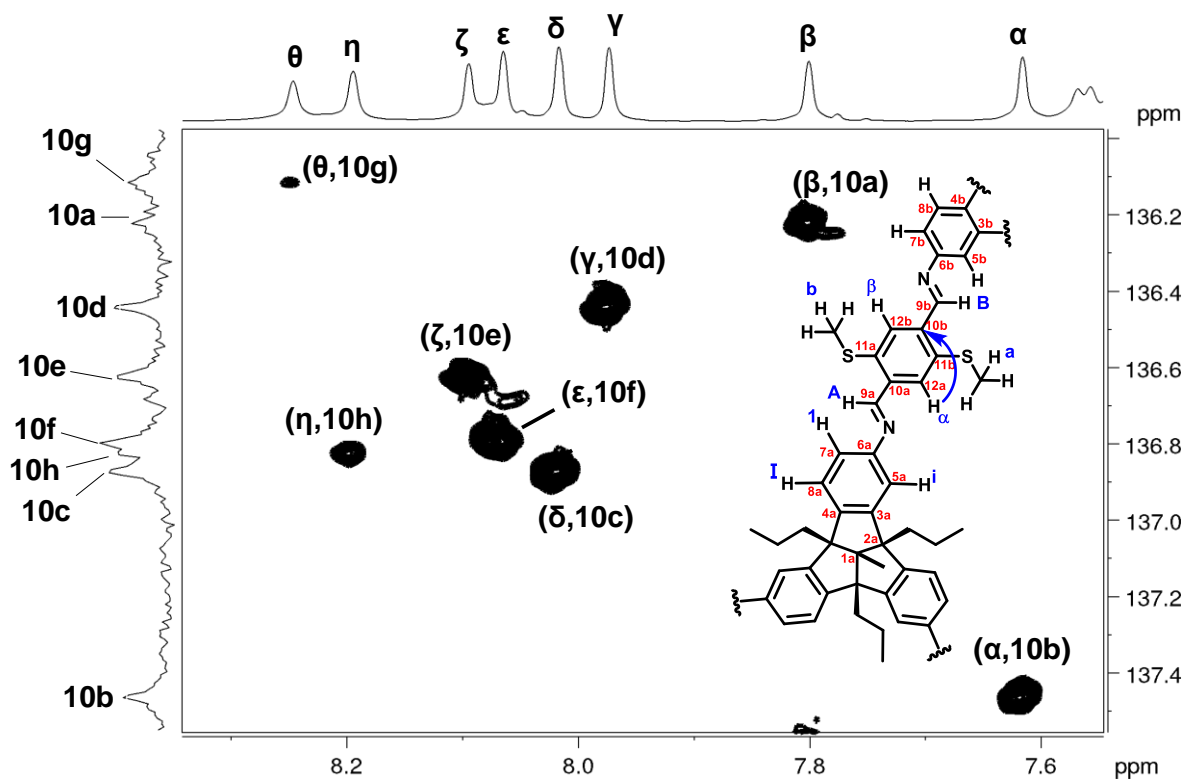 θ η ζ ε δ γ β α
ppm
10g
10a
10d
10e
10f
10h
10c
10b
(θ,10g)
(β,10a)
(γ,10d)
(ζ,10e)
(ε,10f)
(η,10h)
(δ,10c)
(α,10b)
H
8b 4b
3b
H 7b 5b
6b
N H
b H β H 9b H B
H 12b 10b
H 11a
S 11b S H a
12a H
10a H
A H 9a H
1 N α
H 6a
7a
I H 8a 5a H i
4a 3a
2a
1a
136.2
136.4
136.6
136.8
137.0
137.2
137.4
8.2 8.0 7.8 7.6 ppm